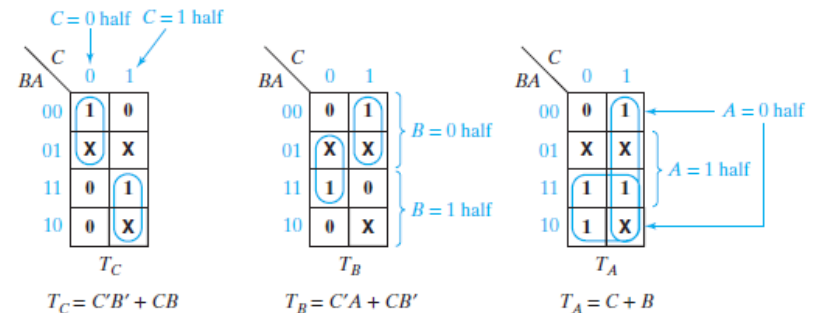 C = 0 half C = 1 half
C C C
BA 0 1 BA 0 1 BA 0 1
00 1 0 00 0 1 00 0 1 A = 0 half
B = 0 half
01 X X 01 X X 01 X X
A = 1 half
11 0 1 11 1 0 11 1 1
B = 1 half
10 0 X 10 0 X 10 1 X
T_C T_B T_A
T_C = C'B' + CB T_B = C'A + CB' T_A = C + B